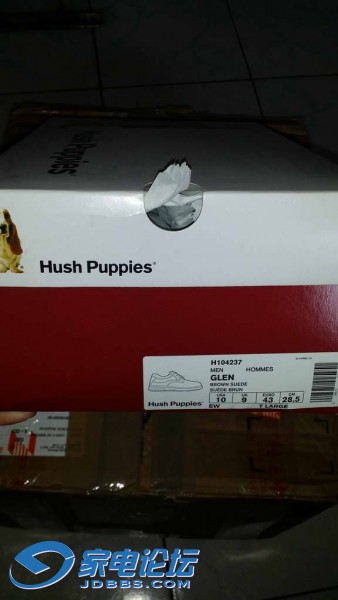 Hush Puppies®
Hush Puppies®
H104237
MEN HOMMES
GLEN
BROWN SUEDE
SUEDE BRUN
USA UK EURO CM
10 9 43 28.5
EW T LARGE
Hush Puppies
家电论坛
JDBBS.COM